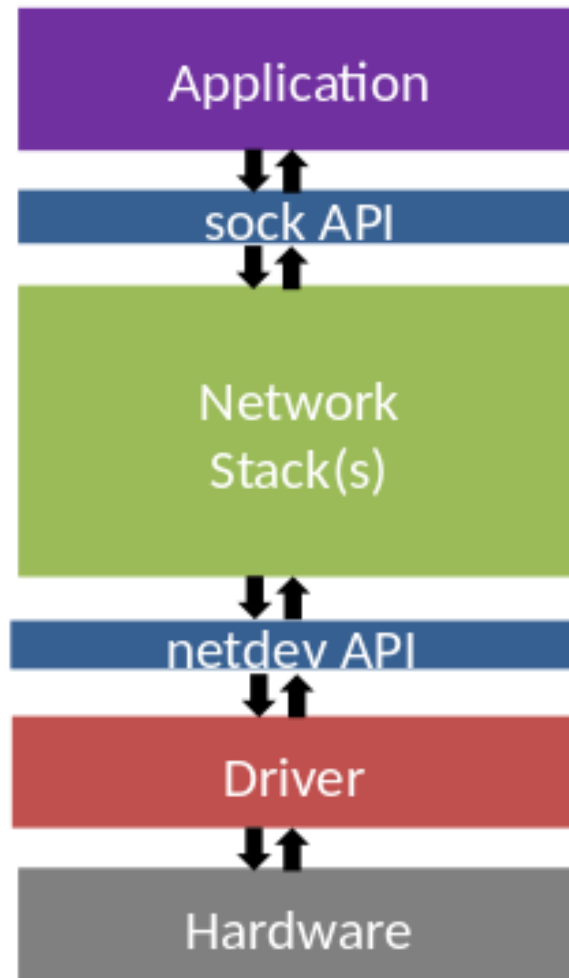 Application
sock API
Network
Stack(s)
netdev API
Driver
Hardware